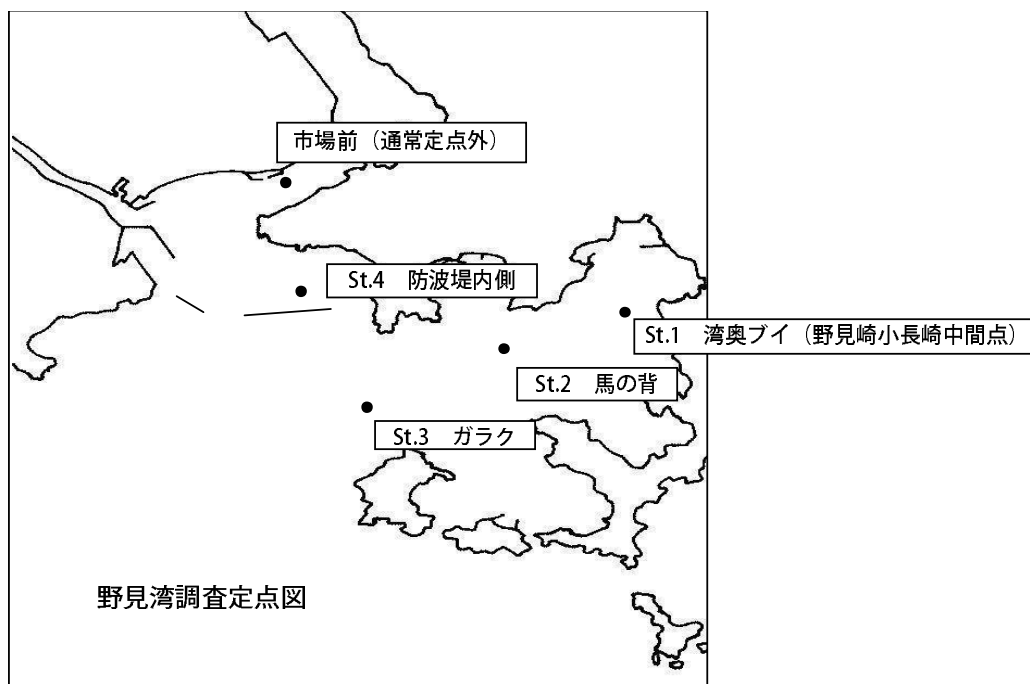 市場前（通常定点外）
St.4　防波堤内側
St.1　湾奥ブイ（野見崎小長崎中間点）
St.2　馬の背
St.3　ガラク
野見湾調査定点図